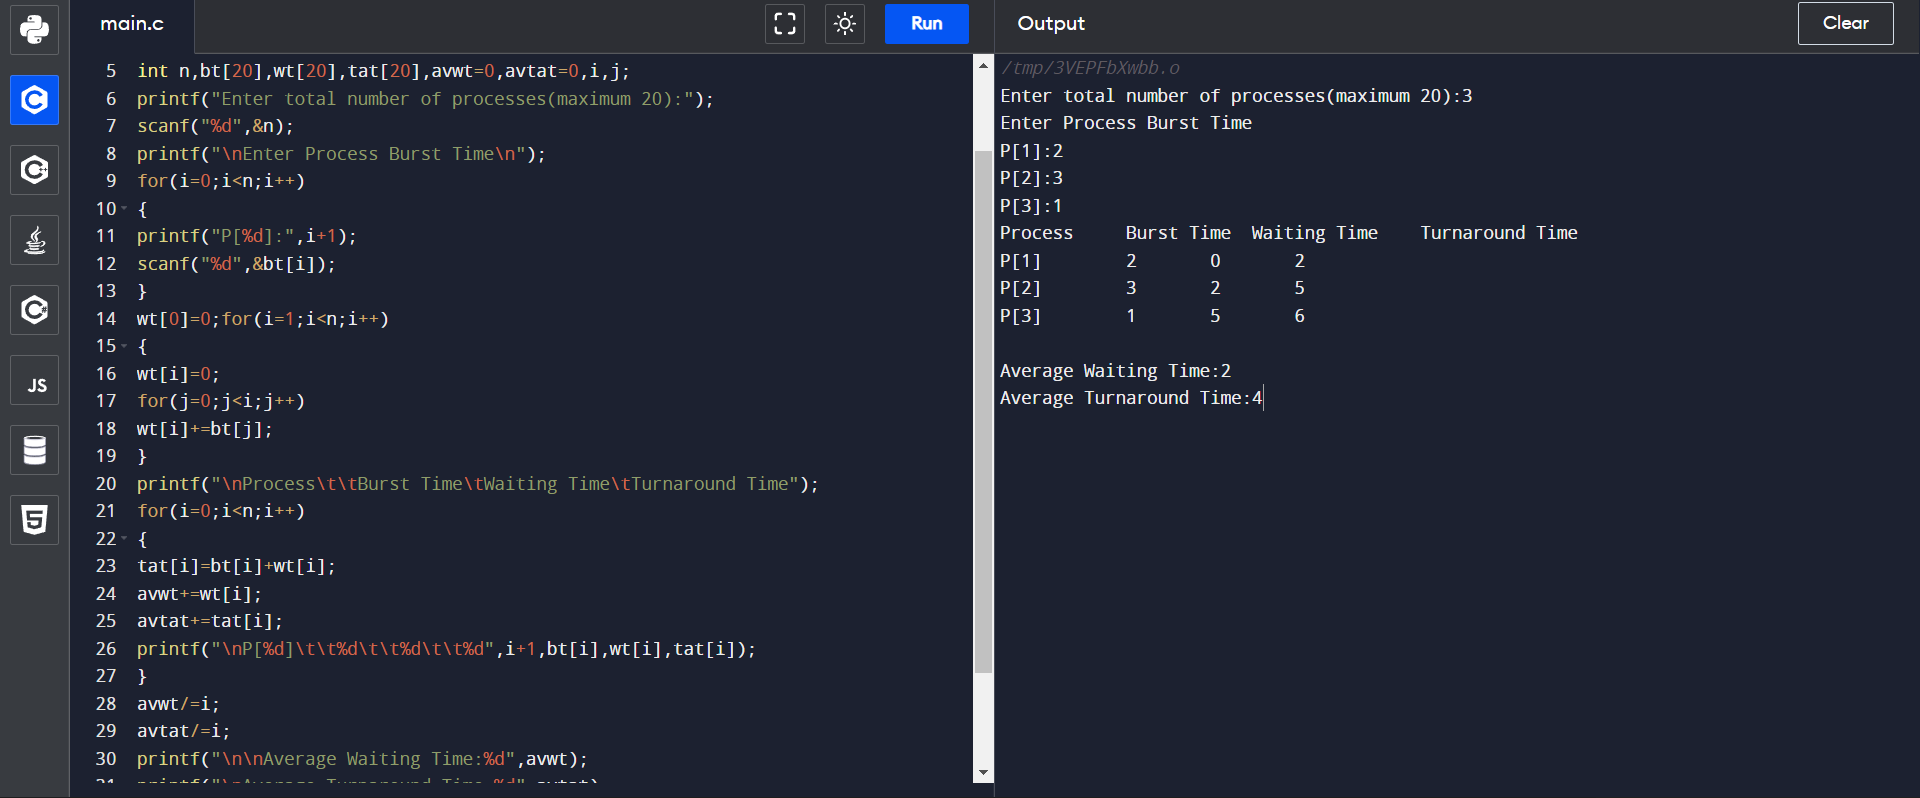 main.c
Run
Output
Clear
JS
5 int n,bt[20],wt[20],tat[20],avwt=0,avtat=0,i,j;
6 printf("Enter total number of processes(maximum 20):");
7 scanf("%d",&n);
8 printf("\nEnter Process Burst Time\n");
9 for(i=0;i<n;i++)
10 {
11 printf("P[%d]:",i+1);
12 scanf("%d",&bt[i]);
13 }
14 wt[0]=0;for(i=1;i<n;i++)
15 {
16 wt[i]=0;
17 for(j=0;j<i;j++)
18 wt[i]+=bt[j];
19 }
20 printf("\nProcess\t\tBurst Time\tWaiting Time\tTurnaround Time");
21 for(i=0;i<n;i++)
22 {
23 tat[i]=bt[i]+wt[i];
24 avwt+=wt[i];
25 avtat+=tat[i];
26 printf("\nP[%d]\t\t%d\t\t%d\t\t%d",i+1,bt[i],wt[i],tat[i]);
27 }
28 avwt/=i;
29 avtat/=i;
30 printf("\n\nAverage Waiting Time:%d",avwt);
31 printf("\nAverage Turnaround Time:%d",avtat)
/tmp/3VEPFbXwbb.o
Enter total number of processes(maximum 20):3
Enter Process Burst Time
P[1]:2
P[2]:3
P[3]:1
Process Burst Time Waiting Time Turnaround Time
P[1] 2 0 2
P[2] 3 2 5
P[3] 1 5 6
Average Waiting Time:2
Average Turnaround Time:4